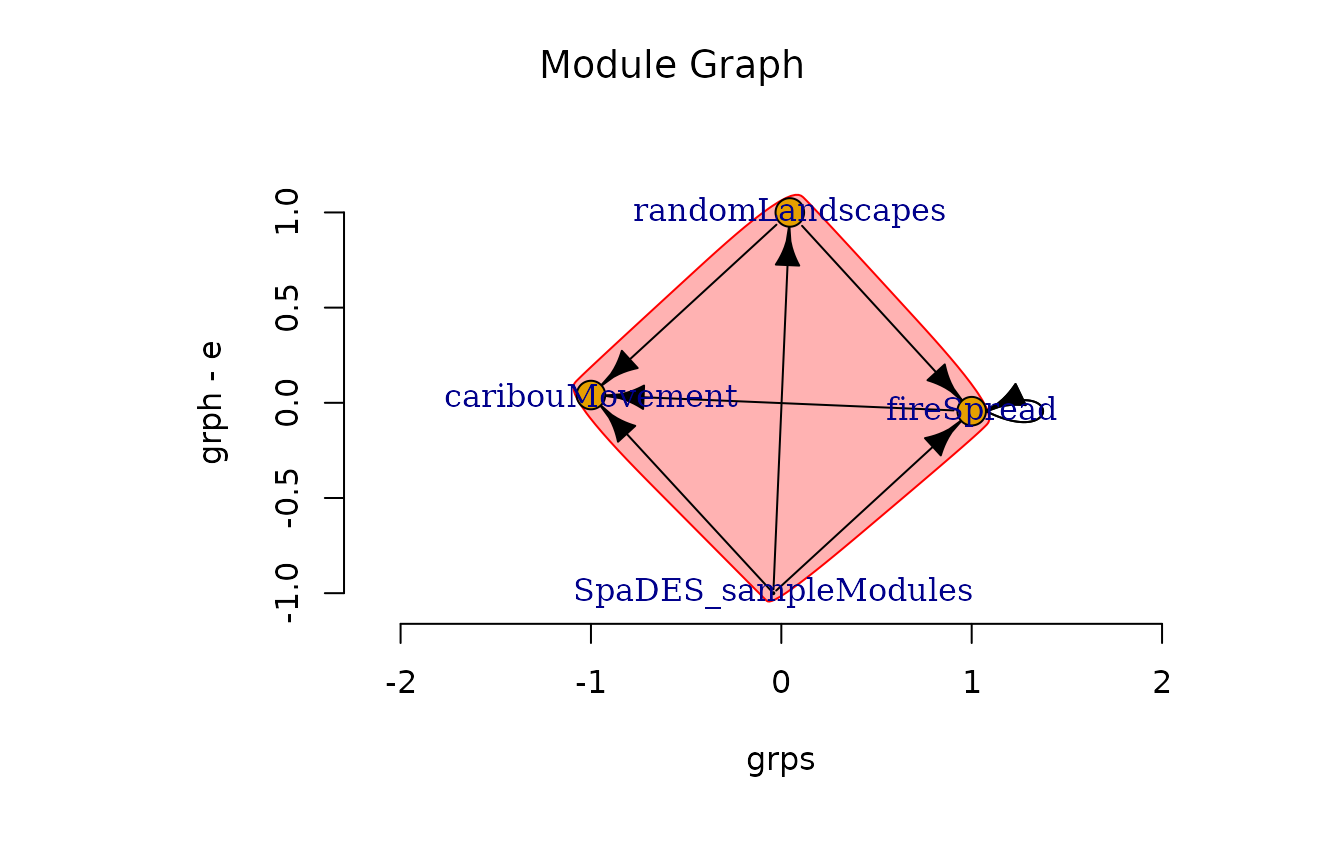 Module Graph
randomLandscapes
caribouMovement
fireSpread
SpaDES_sampleModules
grph - e
1.0
0.5
0.0
-0.5
-1.0
-2
-1
0
1
2
grps